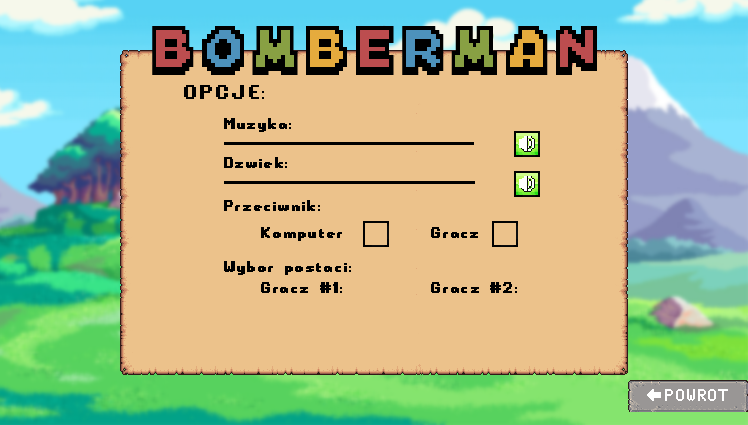 BOMBERMAN
OPCJE:
Muzyka:
Dzwiek:
Przeciwnik:
Komputer Gracz
Wybor postaci:
Gracz #1: Gracz #2:
POWROT